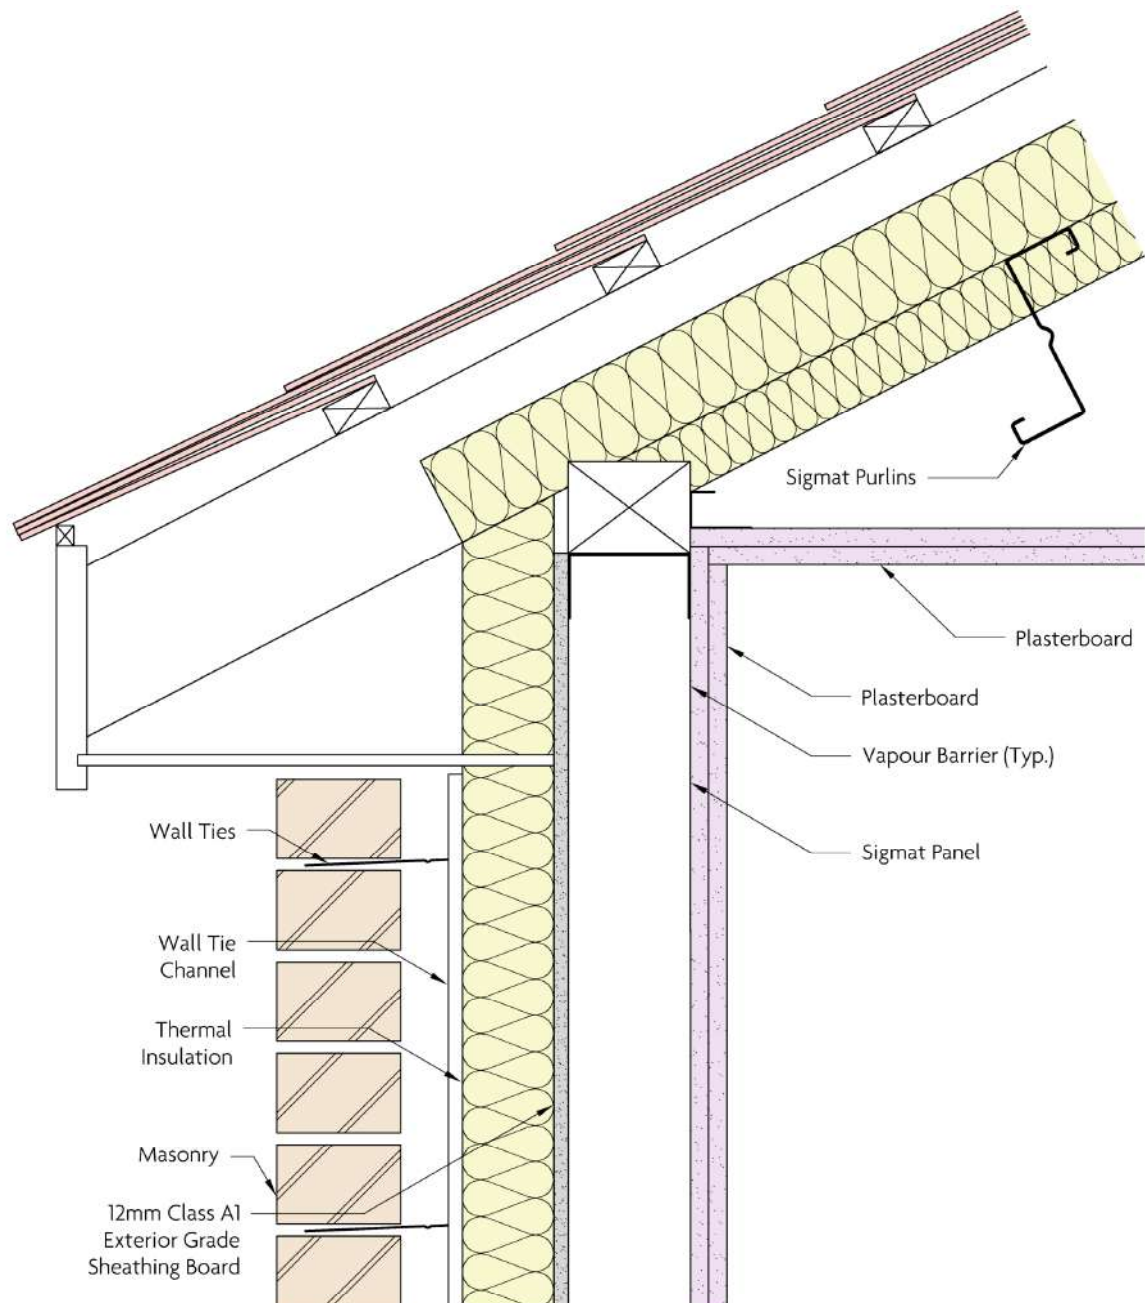 Sigmat Purlins
Plasterboard
Plasterboard
Vapour Barrier (Typ.)
Sigmat Panel
Wall Ties
Wall Tie
Channel
Thermal
Insulation
Masonry
12mm Class A1
Exterior Grade
Sheathing Board